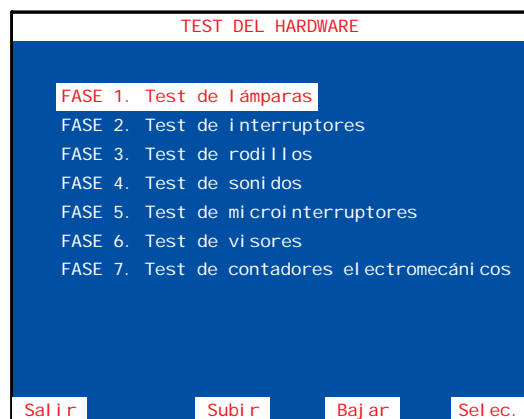 TEST DEL HARDWARE
FASE 1. Test de lámparas
FASE 2. Test de interruptores
FASE 3. Test de rodillos
FASE 4. Test de sonidos
FASE 5. Test de microinterruptores
FASE 6. Test de visores
FASE 7. Test de contadores electromecánicos
Salir Subir Bajar Selec.